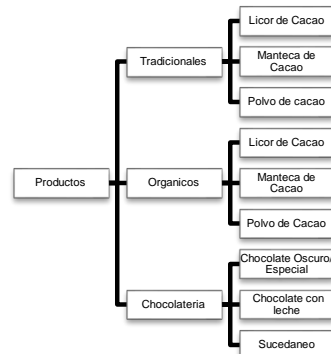 Productos
Tradicionales
Licor de Cacao
Manteca de
Cacao
Polvo de cacao
Organicos
Licor de Cacao
Manteca de
Cacao
Polvo de Cacao
Chocolateria
Chocolate Oscuro/
Especial
Chocolate con
leche
Sucedaneo